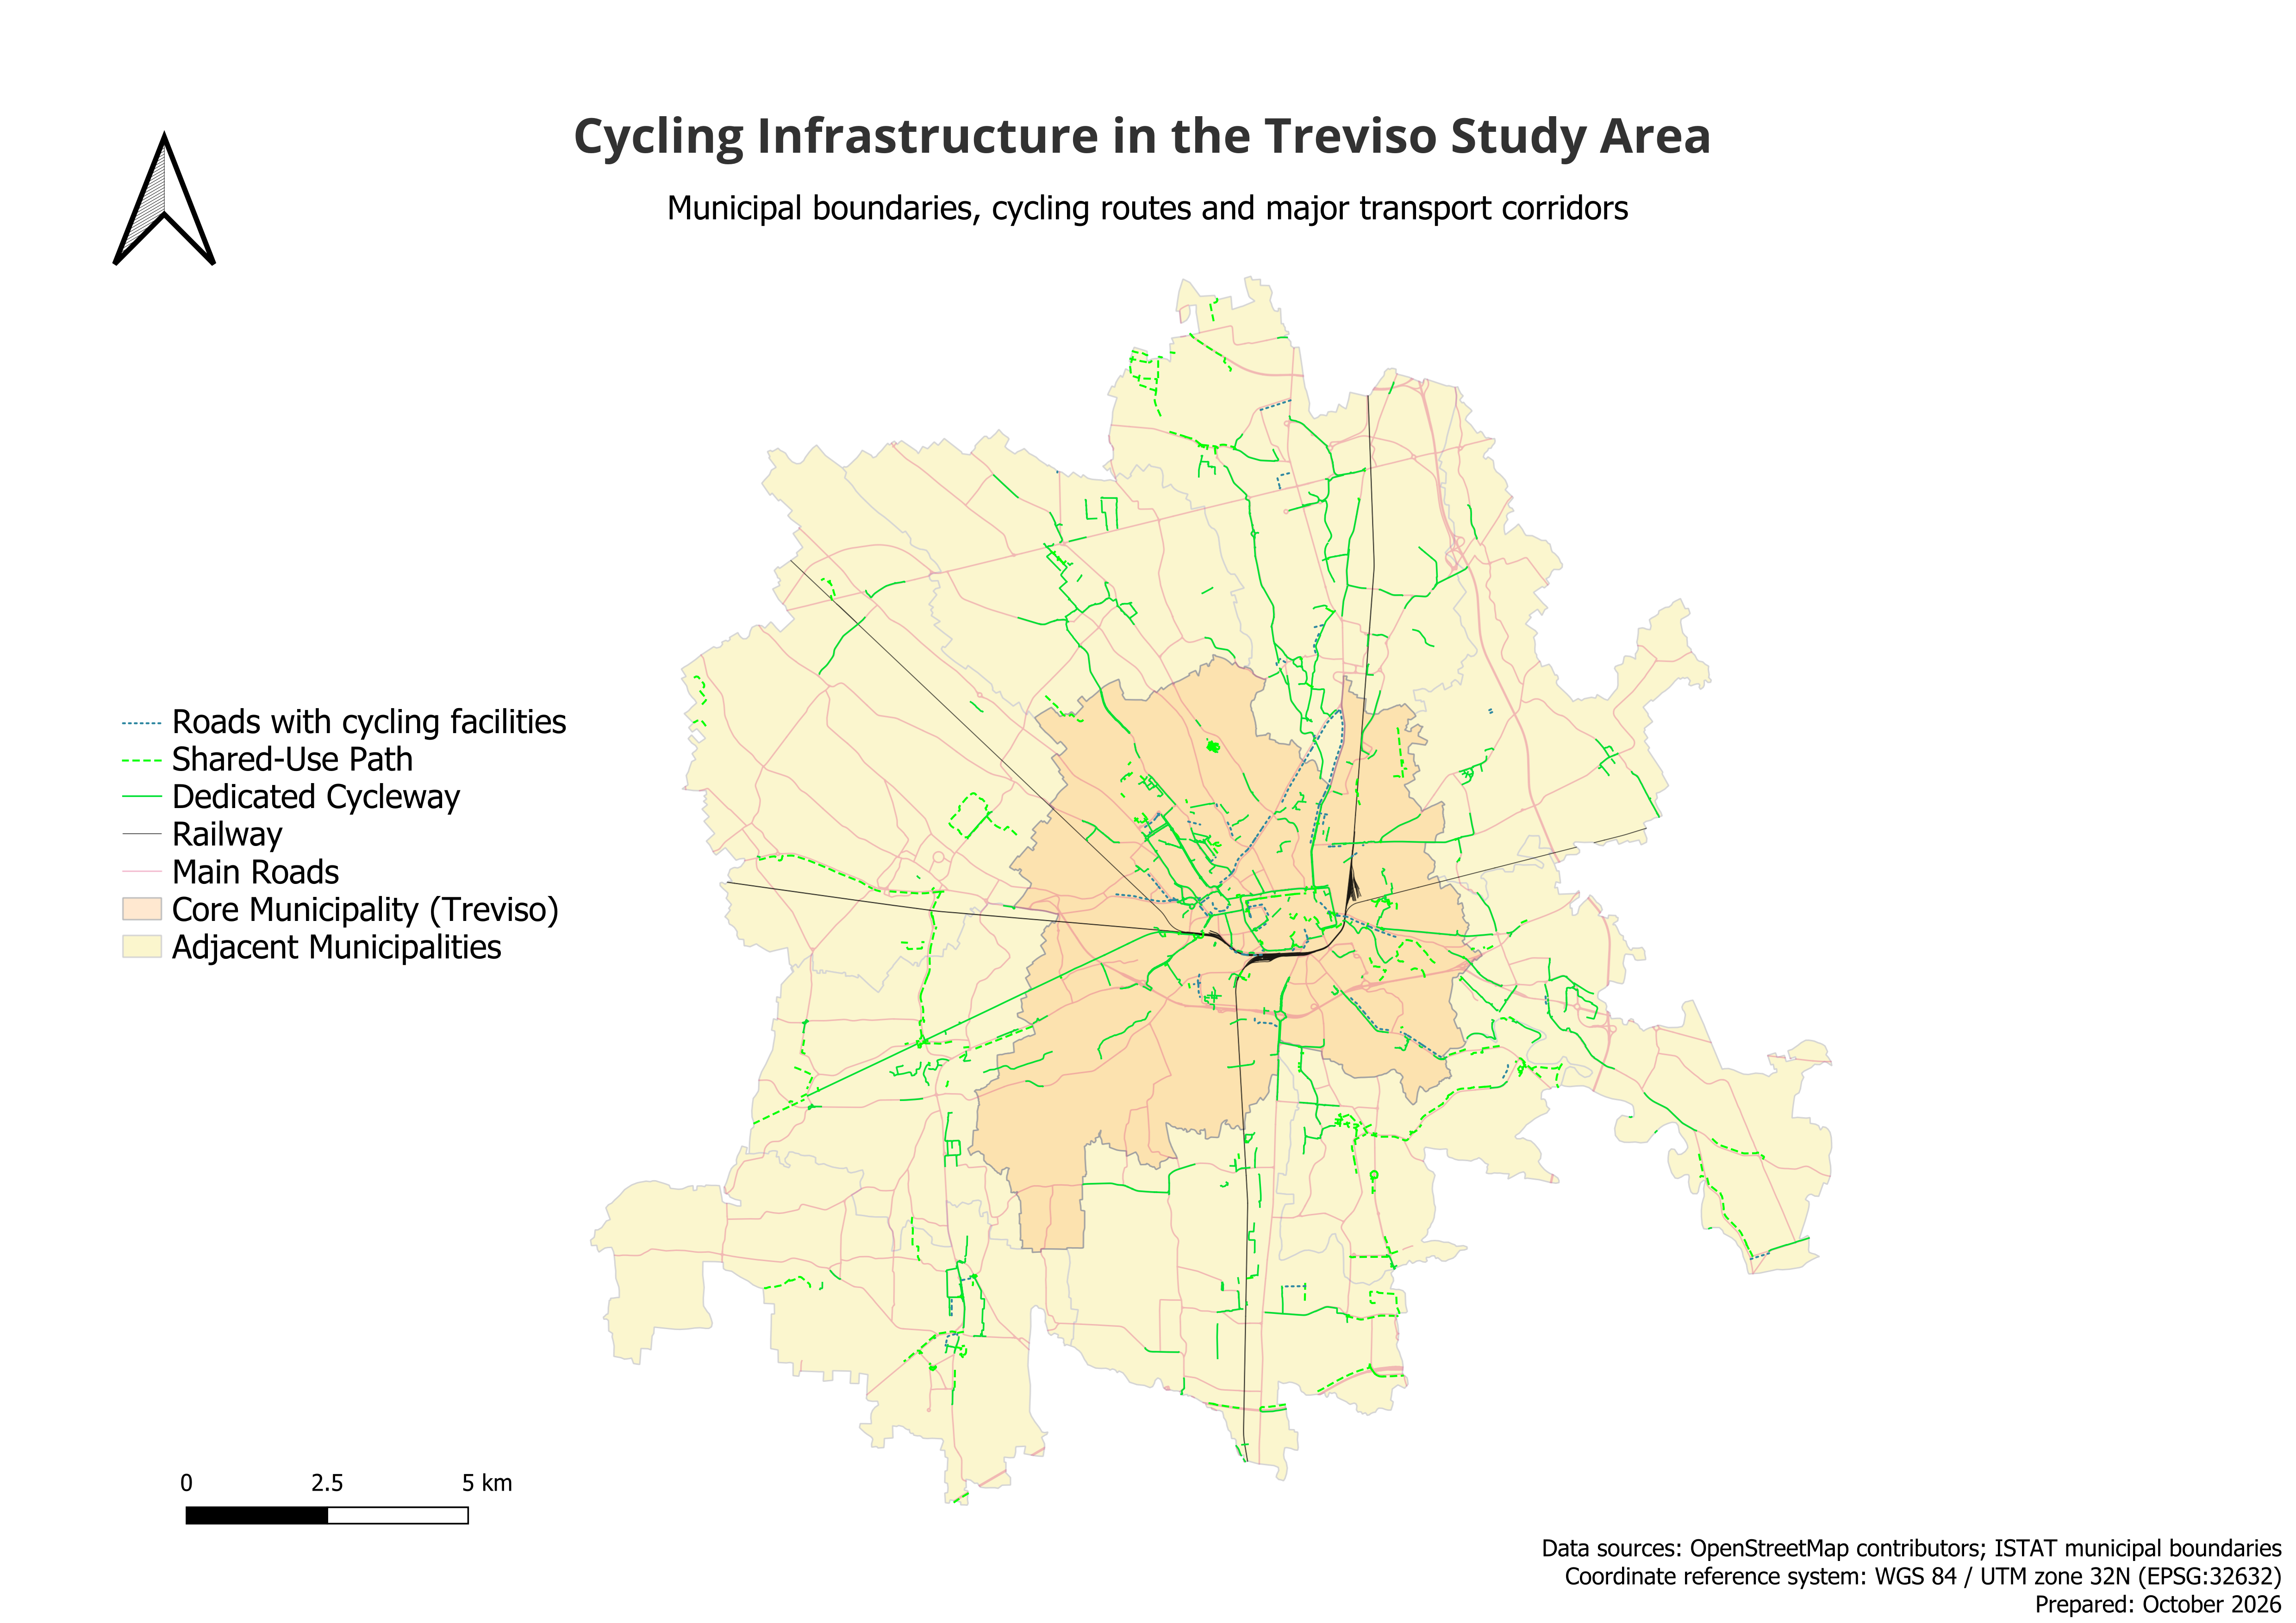 Cycling Infrastructure in the Treviso Study Area
Municipal boundaries, cycling routes and major transport corridors
Roads with cycling facilities
Shared-Use Path
Dedicated Cycleway
Railway
Main Roads
Core Municipality (Treviso)
Adjacent Municipalities
0 2.5 5 km
Data sources: OpenStreetMap contributors; ISTAT municipal boundaries
Coordinate reference system: WGS 84 / UTM zone 32N (EPSG:32632)
Prepared: October 2026